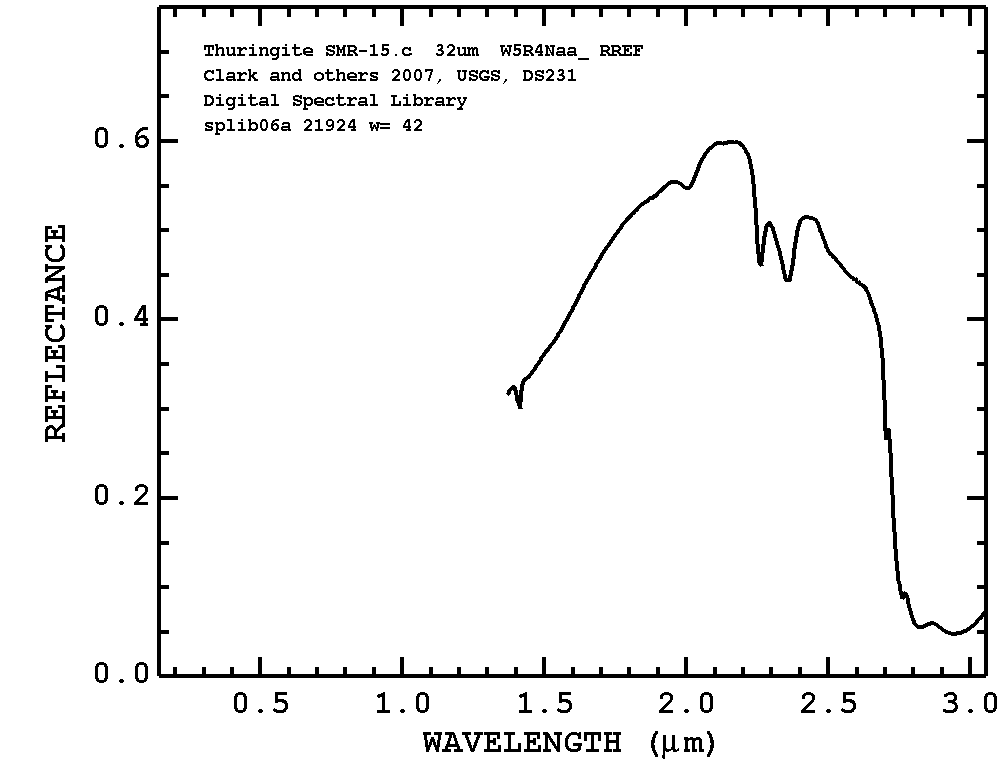 Thuringite SMR-15.c 32um W5R4Naa_ RREF
Clark and others 2007, USGS, DS231
Digital Spectral Library
splib06a 21924 w= 42
REFLECTANCE
0.6
0.4
0.2
0.0
0.5 1.0 1.5 2.0 2.5 3.0
WAVELENGTH (μm)